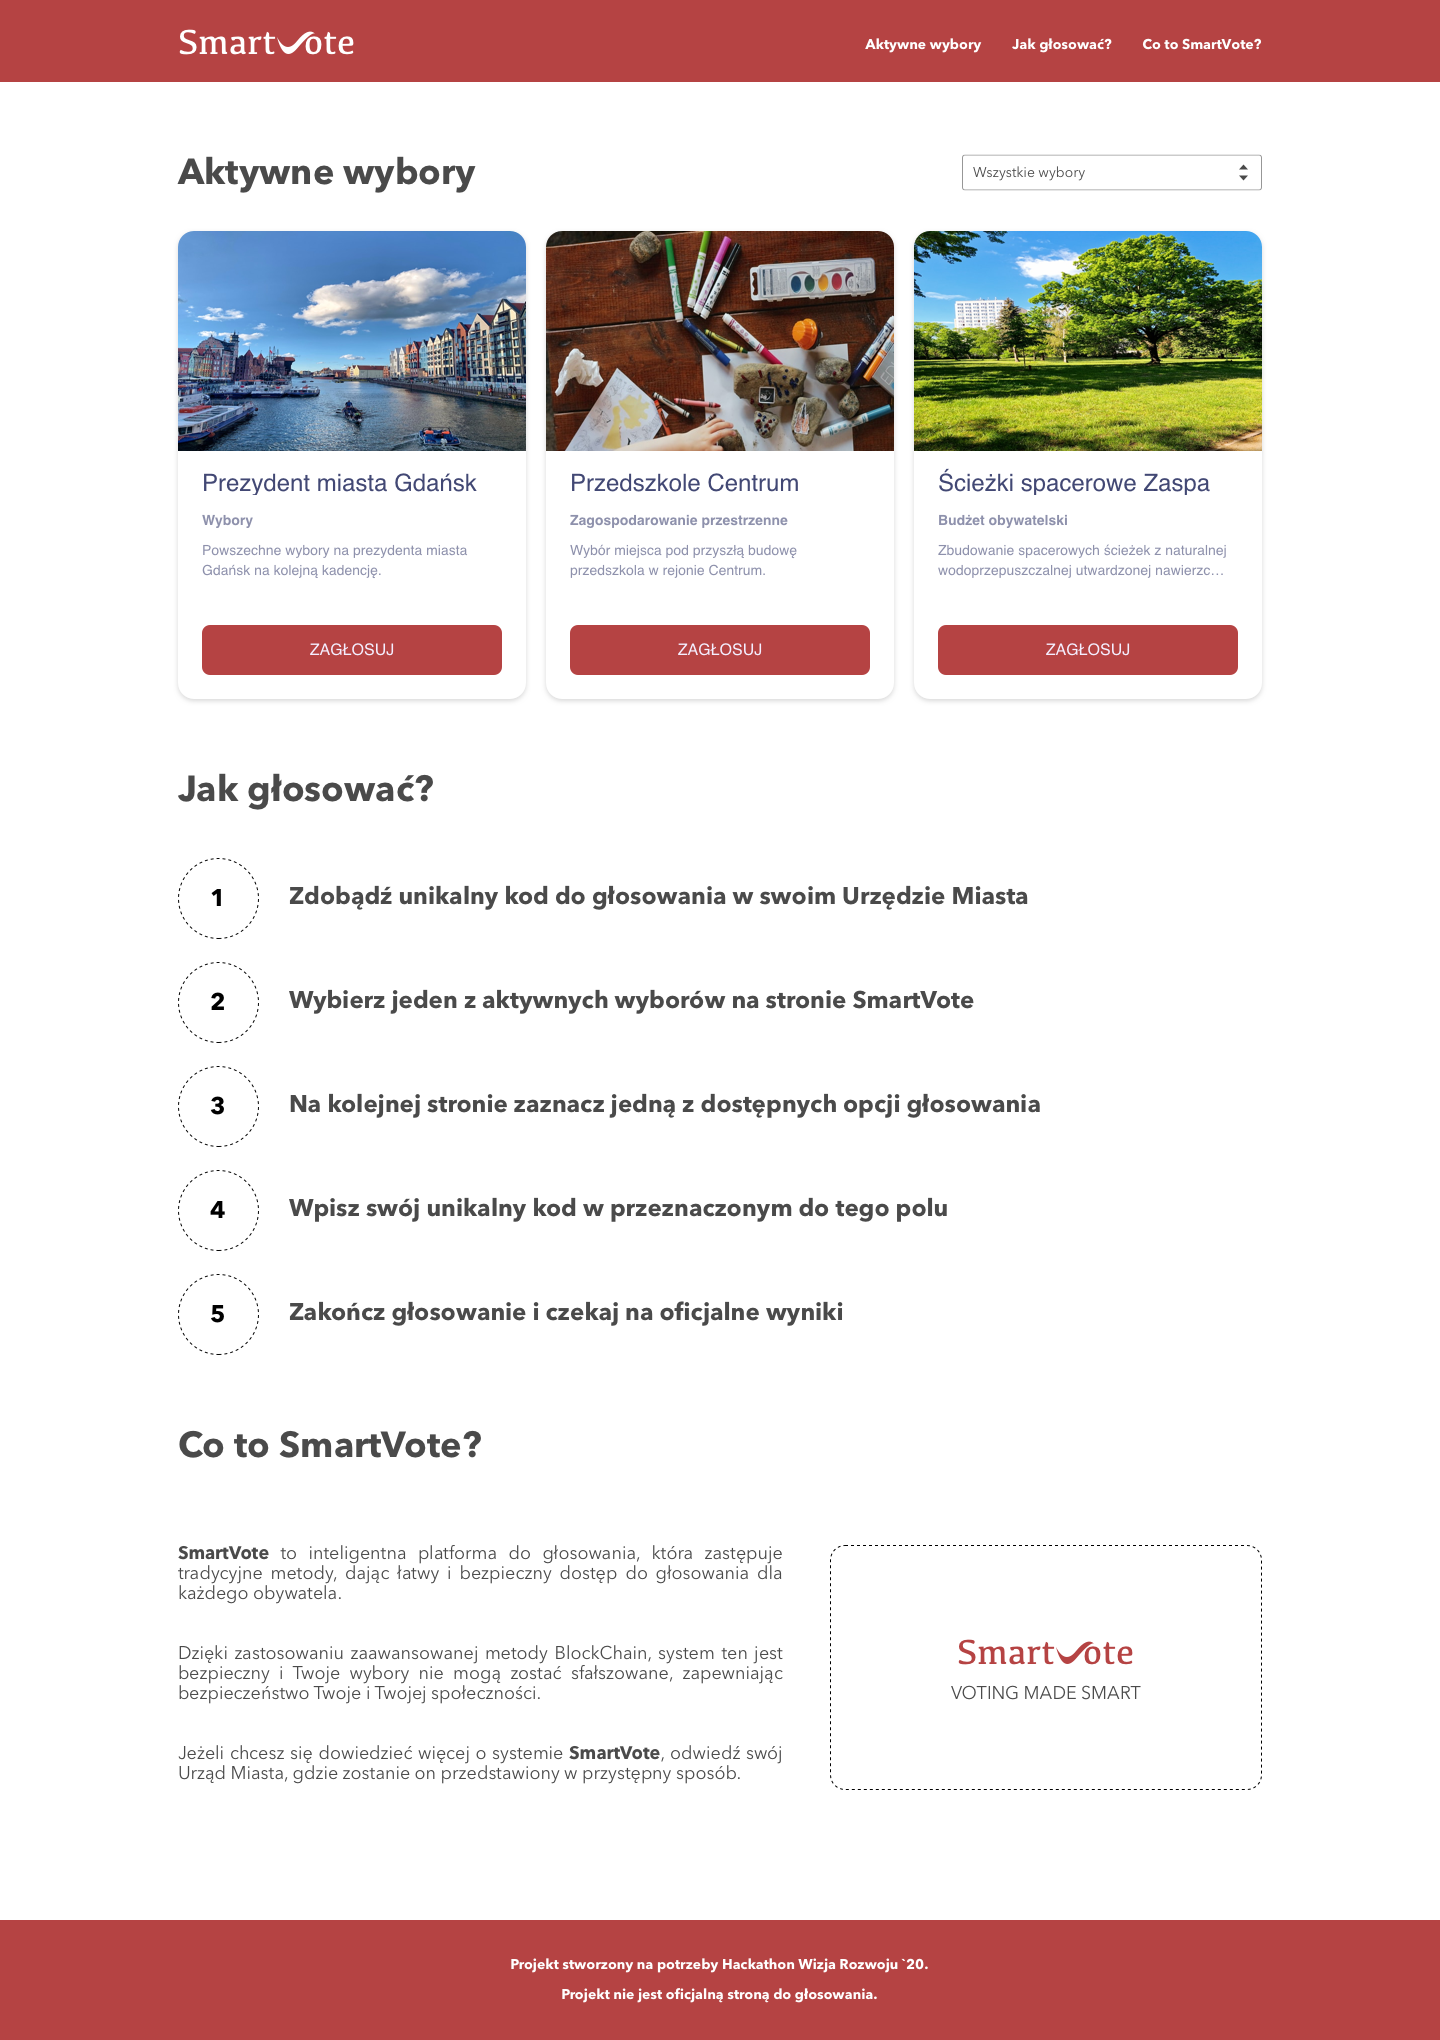 Smartvote
Aktywne wybory
Jak głosować?
Co to SmartVote?
Aktywne wybory
Wszystkie wybory
Prezydent miasta Gdańsk
Wybory
Powszechne wybory na prezydenta miasta
Gdańsk na kolejną kadencję.
ZAGŁOSUJ
Przedszkole Centrum
Zagospodarowanie przestrzenne
Wybór miejsca pod przyszłą budowę
przedszkola w rejonie Centrum.
ZAGŁOSUJ
Ścieżki spacerowe Zaspa
Budżet obywatelski
Zbudowanie spacerowych ścieżek z naturalnej
wodoprzepuszczalnej utwardzonej nawierzc...
ZAGŁOSUJ
Jak głosować?
1 Zdobądź unikalny kod do głosowania w swoim Urzędzie Miasta
2 Wybierz jeden z aktywnych wyborów na stronie SmartVote
3 Na kolejnej stronie zaznacz jedną z dostępnych opcji głosowania
4 Wpisz swój unikalny kod w przeznaczonym do tego polu
5 Zakończ głosowanie i czekaj na oficjalne wyniki
Co to SmartVote?
SmartVote to inteligentna platforma do głosowania, która zastępuje
tradycyjne metody, dając łatwy i bezpieczny dostęp do głosowania dla
każdego obywatela.
Dzięki zastosowaniu zaawansowanej metody BlockChain, system ten jest
bezpieczny i Twoje wybory nie mogą zostać sfałszowane, zapewniając
bezpieczeństwo Twoje i Twojej społeczności.
Jeżeli chcesz się dowiedzieć więcej o systemie SmartVote, odwiedź swój
Urząd Miasta, gdzie zostanie on przedstawiony w przystępny sposób.
Smartvote
VOTING MADE SMART
Projekt stworzony na potrzeby Hackathon Wizja Rozwoju `20.
Projekt nie jest oficjalną stroną do głosowania.